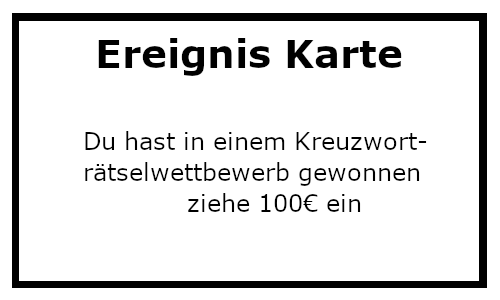 Ereignis Karte
Du hast in einem Kreuzwort-
rätselwettbewerb gewonnen
ziehe 100€ ein